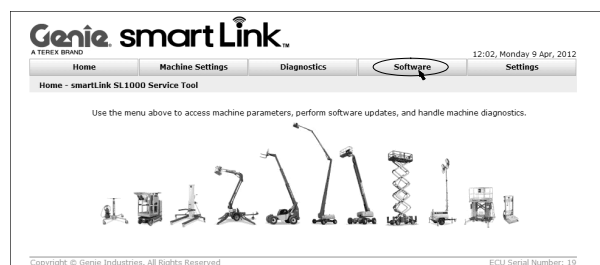 Genie smartLink™
A TEREX BRAND
12:02, Monday 9 Apr, 2012
Home Machine Settings Diagnostics Software Settings
Home - smartLink SL1000 Service Tool
Use the menu above to access machine parameters, perform software updates, and handle machine diagnostics.
Copyright © Genie Industries. All Rights Reserved ECU Serial Number: 19